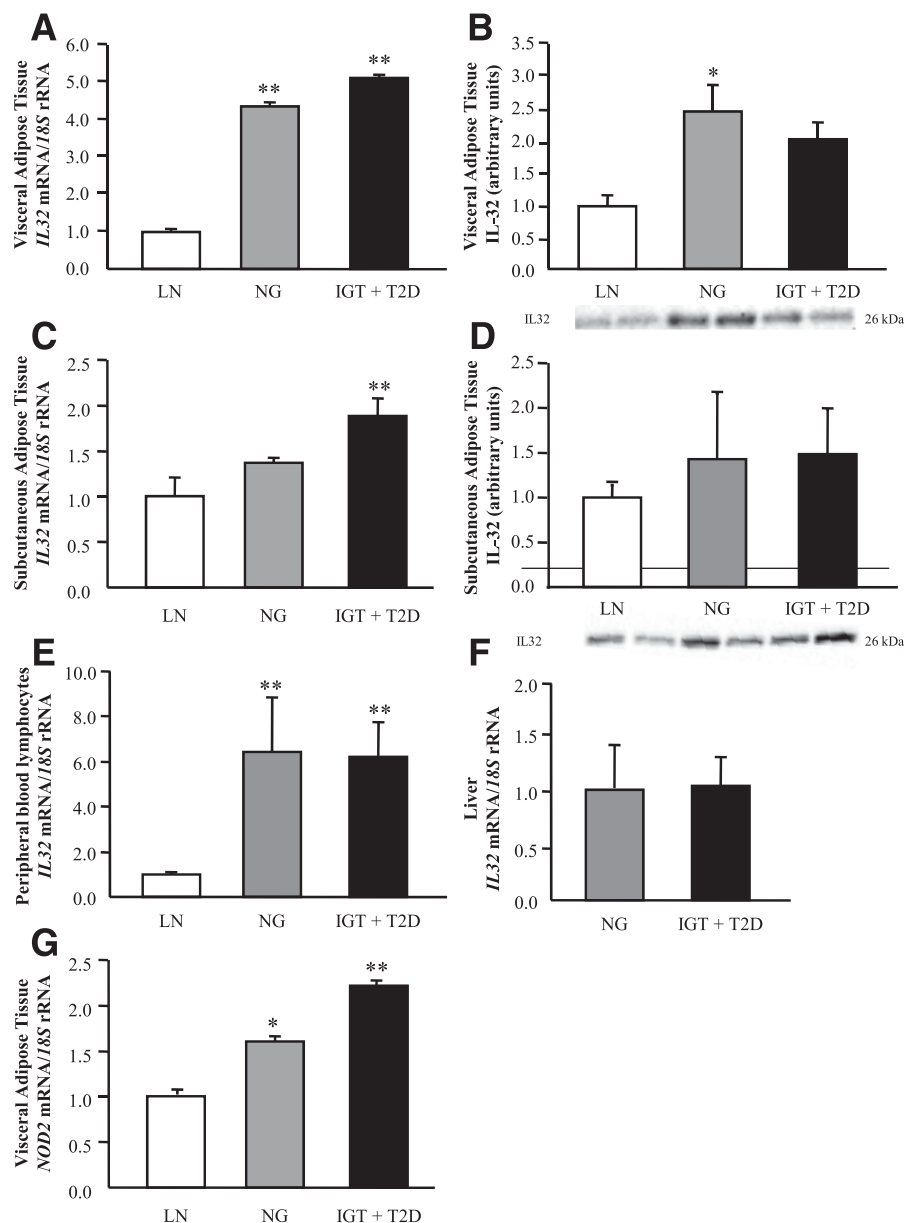 A
Visceral Adipose Tissue
IL32 mRNA/18S rRNA
6.0
5.0
4.0
3.0
2.0
1.0
0.0
**
**
LN
NG
IGT + T2D
B
Visceral Adipose Tissue
IL-32 (arbitrary units)
3.5
3.0
2.5
2.0
1.5
1.0
0.5
0.0
*
LN
NG
IGT + T2D
IL32
26 kDa
C
Subcutaneous Adipose Tissue
IL32 mRNA/18S rRNA
2.5
2.0
1.5
1.0
0.5
0.0
**
LN
NG
IGT + T2D
D
Subcutaneous Adipose Tissue
IL-32 (arbitrary units)
2.5
2.0
1.5
1.0
0.5
0.0
LN
NG
IGT + T2D
IL32
26 kDa
E
Peripheral blood lymphocytes
IL32 mRNA/18S rRNA
10.0
8.0
6.0
4.0
2.0
0.0
**
**
LN
NG
IGT + T2D
F
Liver
IL32 mRNA/18S rRNA
2.0
1.5
1.0
0.5
0.0
NG
IGT + T2D
G
Visceral Adipose Tissue
NOD2 mRNA/18S rRNA
2.5
2.0
1.5
1.0
0.5
0.0
*
**
LN
NG
IGT + T2D